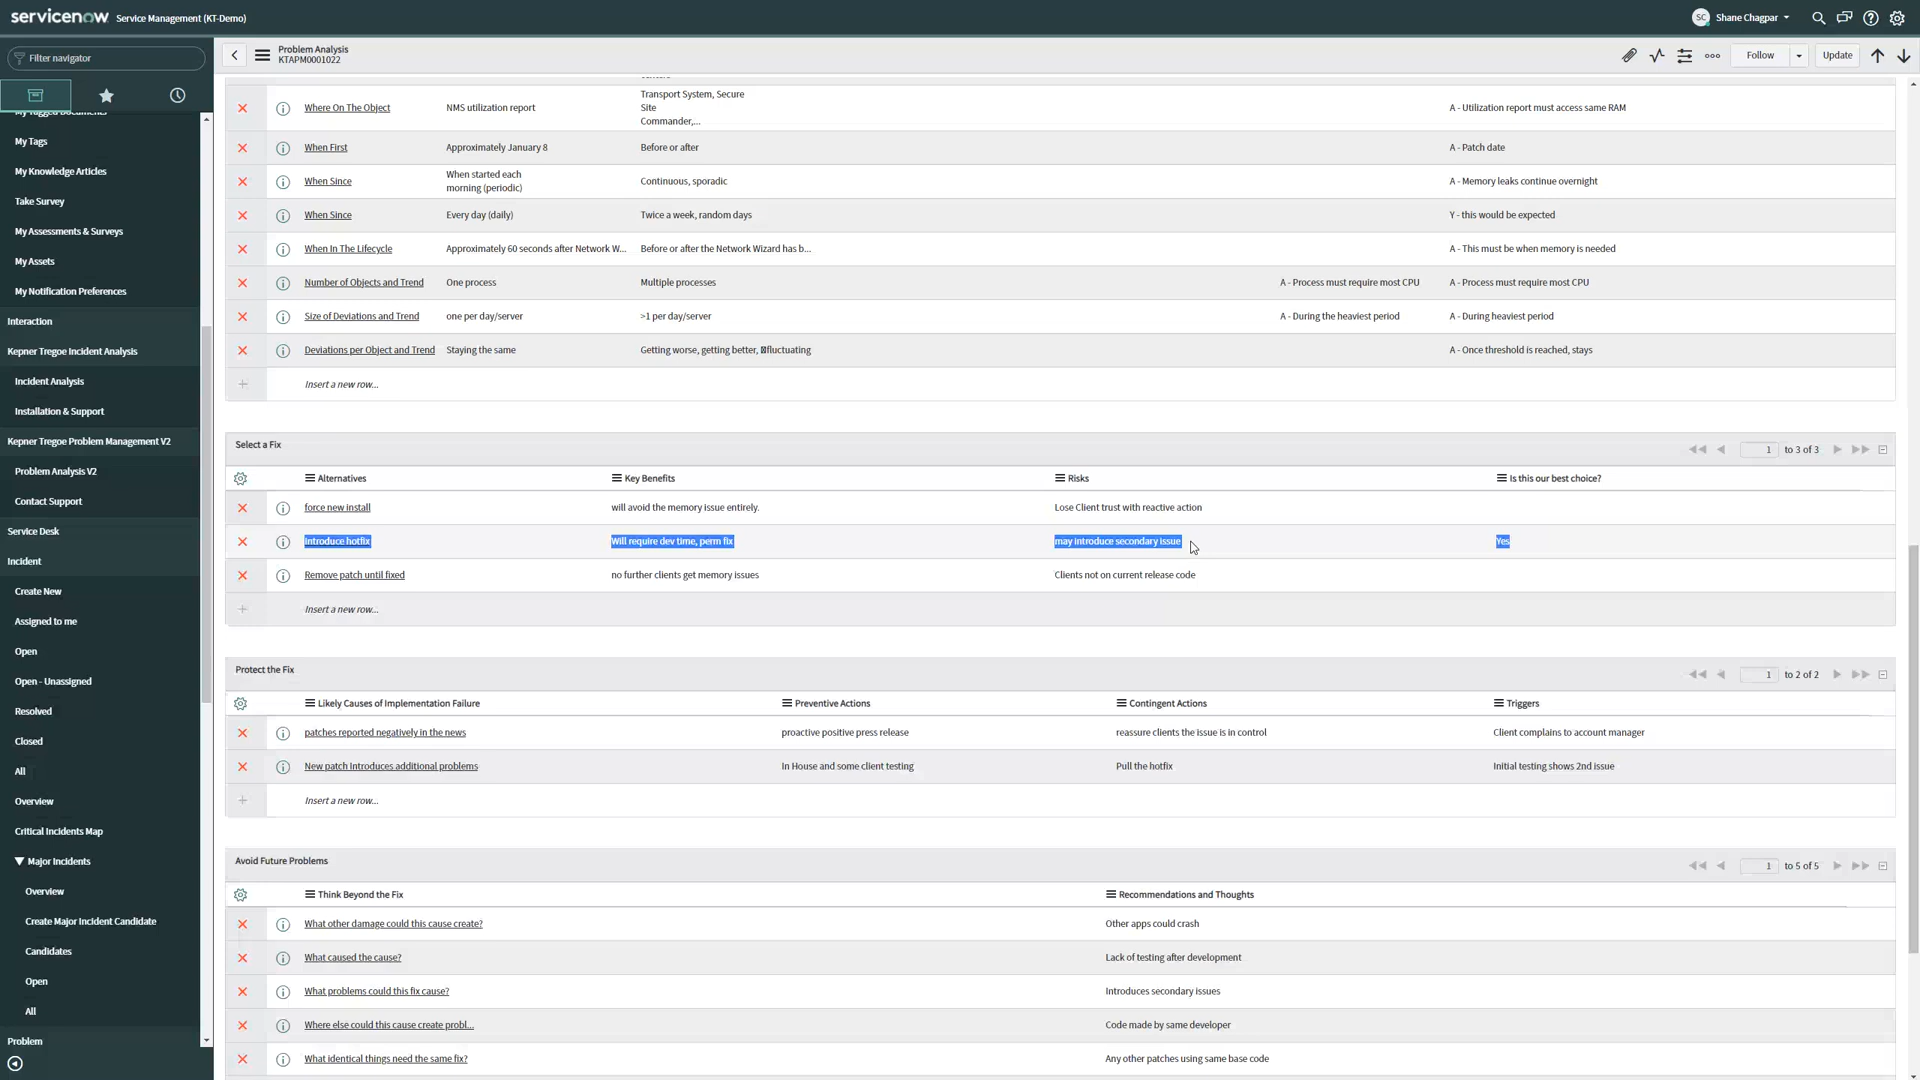 servicenow Service Management (KT-Demo)
Shane Chagpar
SC
Filter navigator
Problem Analysis
KTAPM0001022
Follow
Update
My Tagged Documents
My Tags
My Knowledge Articles
Take Survey
My Assessments & Surveys
My Assets
My Notification Preferences
Interaction
Kepner Tregoe Incident Analysis
Incident Analysis
Installation & Support
Kepner Tregoe Problem Management V2
Problem Analysis V2
Contact Support
Service Desk
Incident
Create New
Assigned to me
Open
Open - Unassigned
Resolved
Closed
All
Overview
Critical Incidents Map
Major Incidents
Overview
Create Major Incident Candidate
Candidates
Open
All
Problem
Where On The Object NMS utilization report Transport System, Secure A - Utilization report must access same RAM
Site
Commander,...
When First Approximately January 8 Before or after A - Patch date
When Since When started each Continuous, sporadic A - Memory leaks continue overnight
morning (periodic)
When Since Every day (daily) Twice a week, random days Y - this would be expected
When In The Lifecycle Approximately 60 seconds after Network W... Before or after the Network Wizard has b... A - This must be when memory is needed
Number of Objects and Trend One process Multiple processes A - Process must require most CPU A - Process must require most CPU
Size of Deviations and Trend one per day/server >1 per day/server A - During the heaviest period A - During heaviest period
Deviations per Object and Trend Staying the same Getting worse, getting better, fluctuating A - Once threshold is reached, stays
Insert a new row...
Select a Fix 1 to 3 of 3
Alternatives Key Benefits Risks Is this our best choice?
force new install will avoid the memory issue entirely. Lose Client trust with reactive action
Introduce hotfix Will require dev time, perm fix may introduce secondary issue Yes
Remove patch until fixed no further clients get memory issues Clients not on current release code
Insert a new row...
Protect the Fix 1 to 2 of 2
Likely Causes of Implementation Failure Preventive Actions Contingent Actions Triggers
patches reported negatively in the news proactive positive press release reassure clients the issue is in control Client complains to account manager
New patch Introduces additional problems In House and some client testing Pull the hotfix Initial testing shows 2nd issue
Insert a new row...
Avoid Future Problems 1 to 5 of 5
Think Beyond the Fix Recommendations and Thoughts
What other damage could this cause create? Other apps could crash
What caused the cause? Lack of testing after development
What problems could this fix cause? Introduces secondary issues
Where else could this cause create probl... Code made by same developer
What identical things need the same fix? Any other patches using same base code